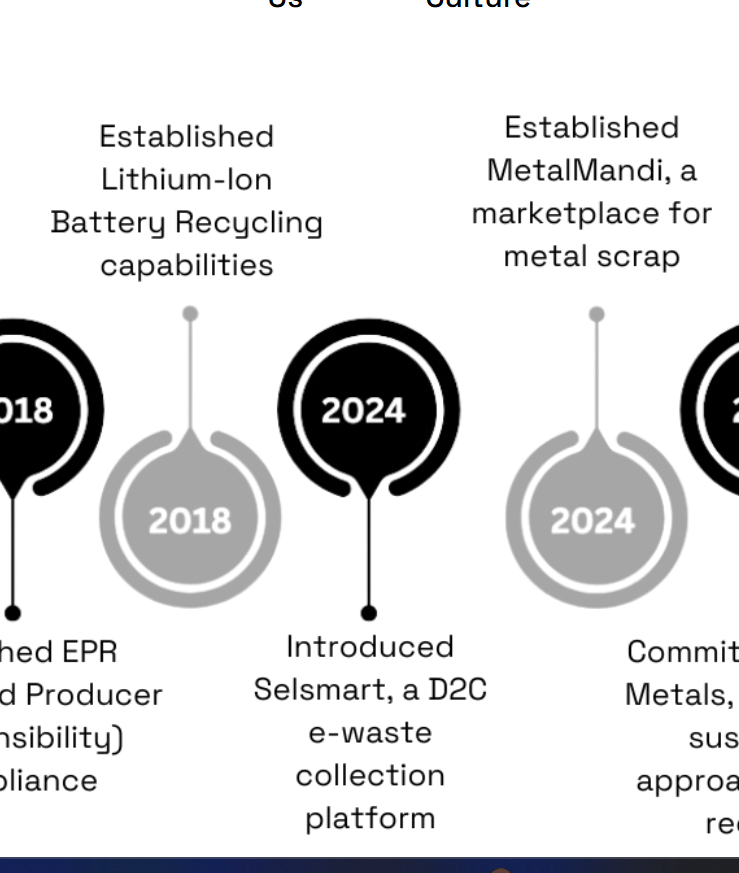 Us Culture
Established
Lithium-Ion
Battery Recycling
capabilities
Established
MetalMandi, a
marketplace for
metal scrap
018
2018
2024
2024
hed EPR
d Producer
nsibility)
pliance
Introduced
Selsmart, a D2C
e-waste
collection
platform
Commit
Metals,
sus
approa
rec